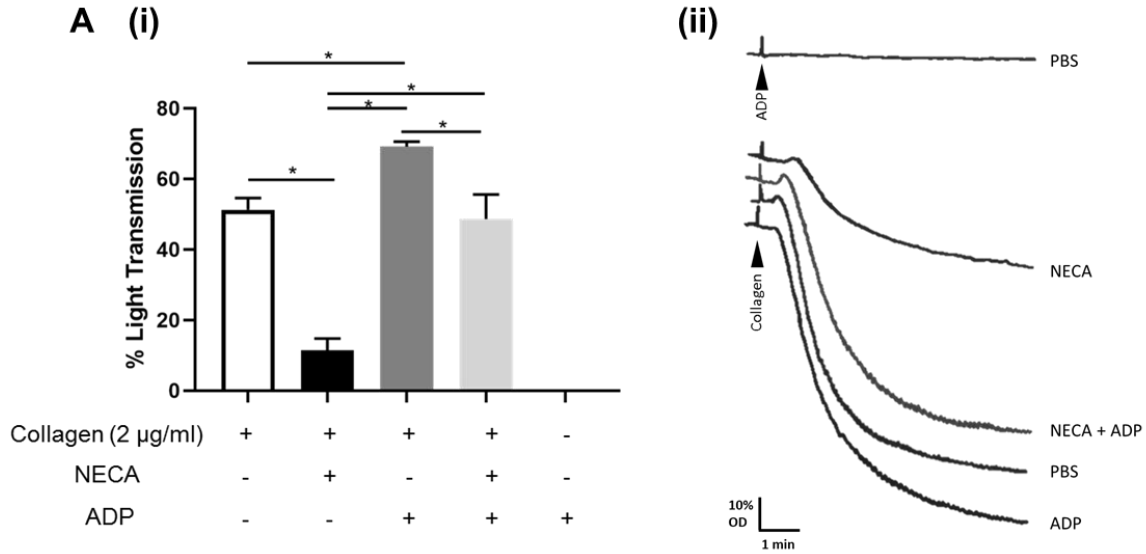 A (i)
*
*
*
*
*
80
60
40
20
0
% Light Transmission
Collagen (2 µg/ml) + + + + -
NECA - + - + -
ADP - - + + +
(ii)
PBS
ADP
NECA
Collagen
NECA + ADP
PBS
ADP
10%
OD
1 min